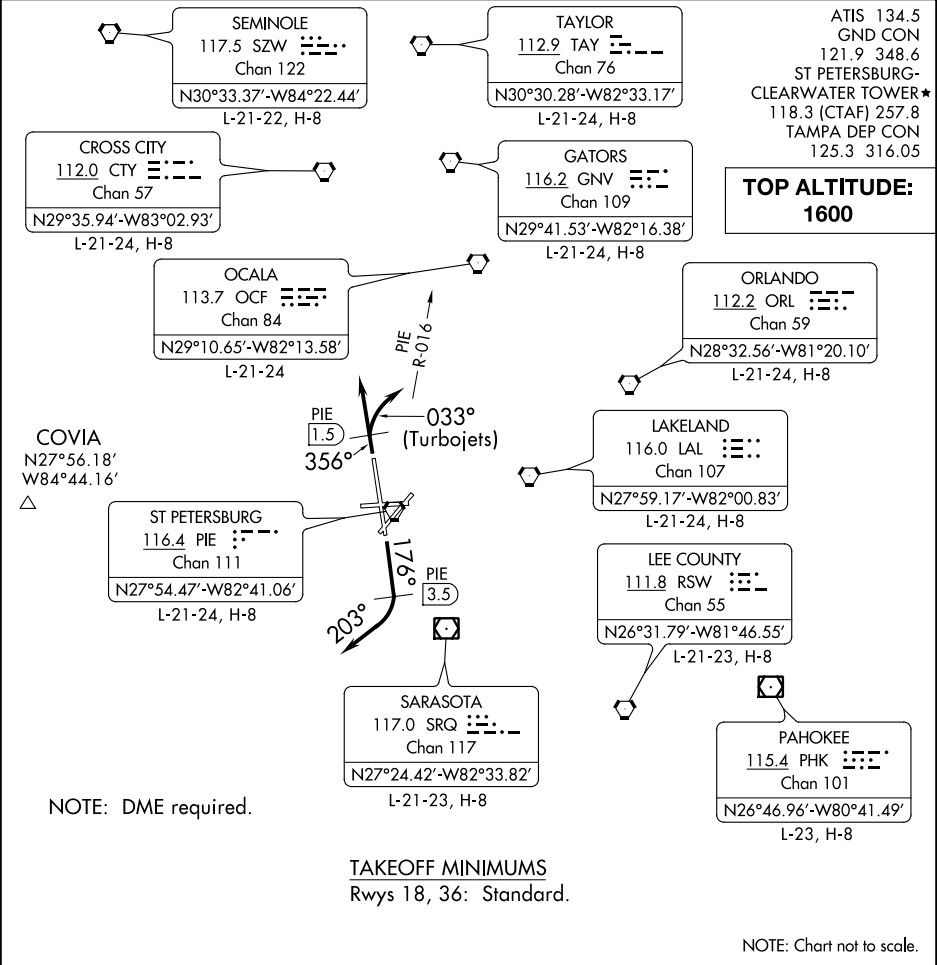 SEMINOLE
117.5 SZW
Chan 122
N30°33.37'-W84°22.44'
L-21-22, H-8
TAYLOR
112.9 TAY
Chan 76
N30°30.28'-W82°33.17'
L-21-24, H-8
ATIS 134.5
GND CON
121.9 348.6
ST PETERSBURG-
CLEARWATER TOWER★
118.3 (CTAF) 257.8
TAMPA DEP CON
125.3 316.05
TOP ALTITUDE:
1600
CROSS CITY
112.0 CTY
Chan 57
N29°35.94'-W83°02.93'
L-21-24, H-8
GATORS
116.2 GNV
Chan 109
N29°41.53'-W82°16.38'
L-21-24, H-8
OCALA
113.7 OCF
Chan 84
N29°10.65'-W82°13.58'
L-21-24
ORLANDO
112.2 ORL
Chan 59
N28°32.56'-W81°20.10'
L-21-24, H-8
PIE
R-016
PIE
1.5
356°
033°
(Turbojets)
COVIA
N27°56.18'
W84°44.16'
LAKELAND
116.0 LAL
Chan 107
N27°59.17'-W82°00.83'
L-21-24, H-8
ST PETERSBURG
116.4 PIE
Chan 111
N27°54.47'-W82°41.06'
L-21-24, H-8
176°
PIE
3.5
203°
LEE COUNTY
111.8 RSW
Chan 55
N26°31.79'-W81°46.55'
L-21-23, H-8
SARASOTA
117.0 SRQ
Chan 117
N27°24.42'-W82°33.82'
L-21-23, H-8
PAHOKEE
115.4 PHK
Chan 101
N26°46.96'-W80°41.49'
L-23, H-8
NOTE: DME required.
TAKEOFF MINIMUMS
Rwys 18, 36: Standard.
NOTE: Chart not to scale.